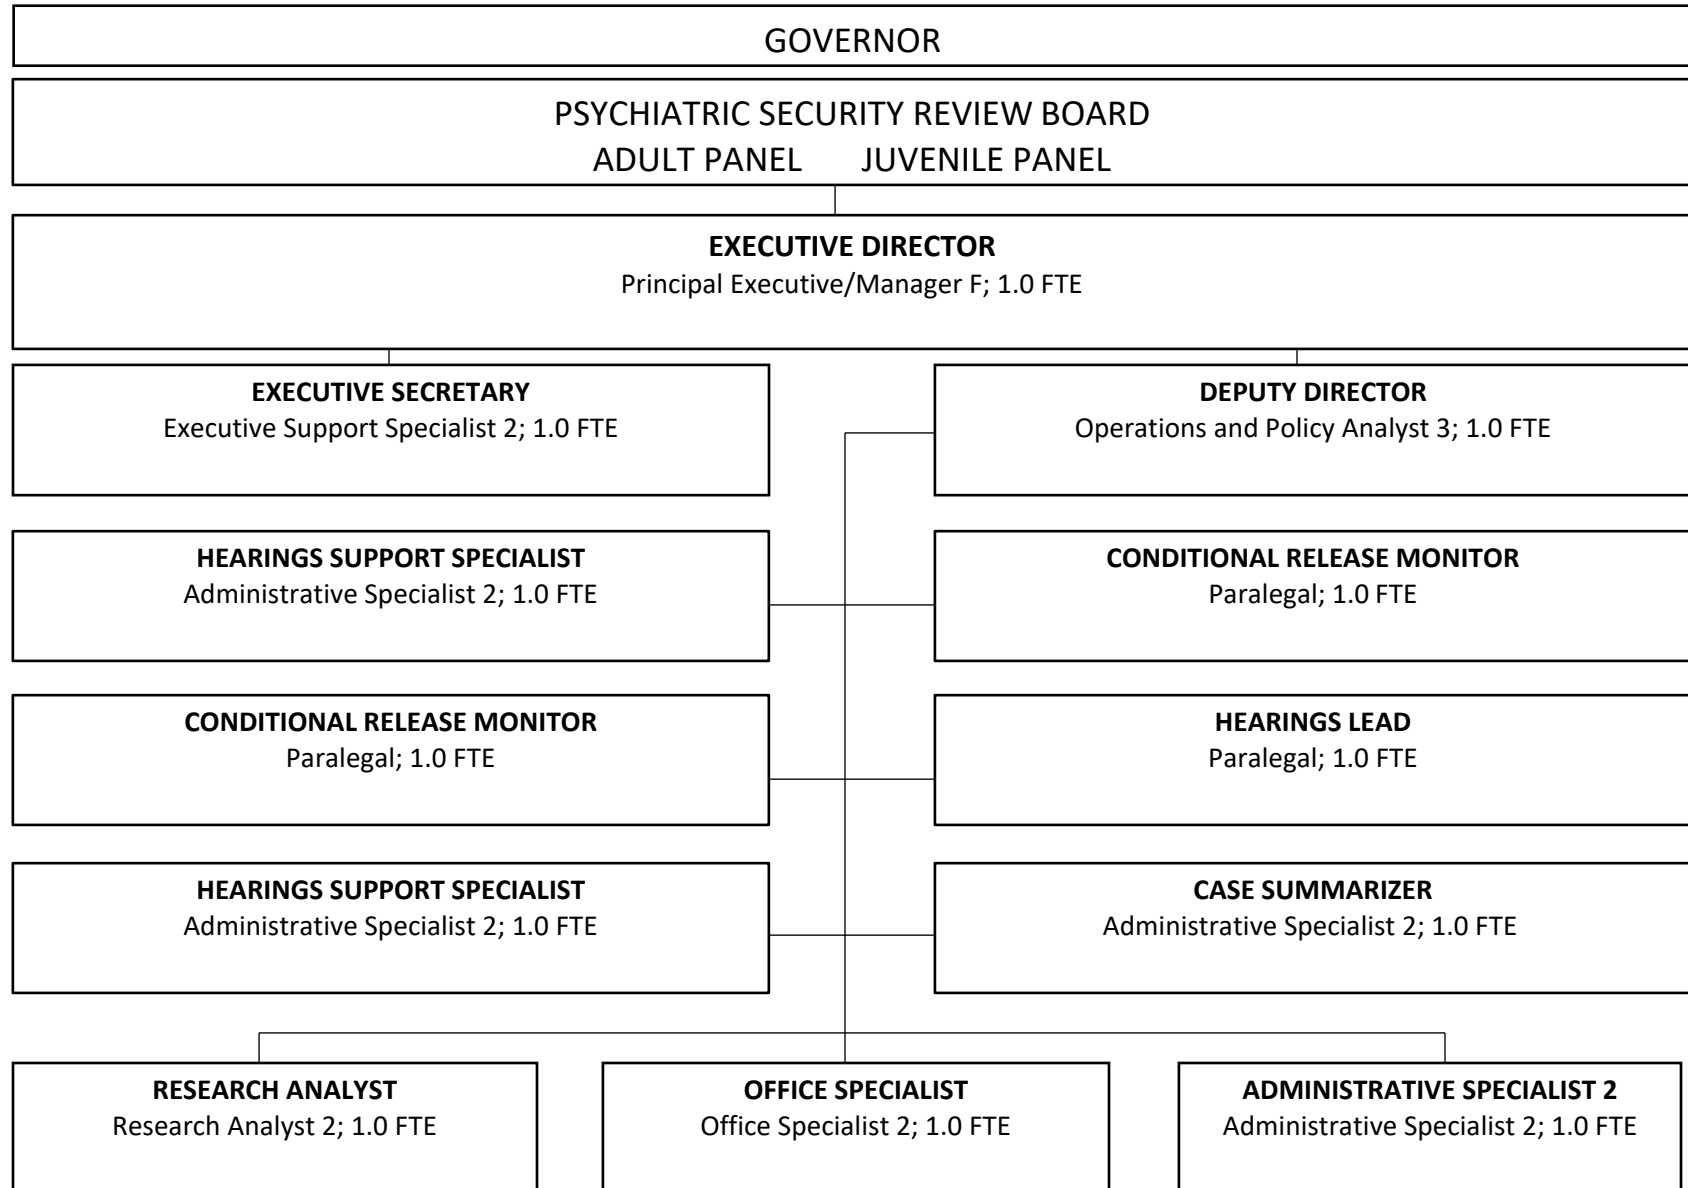 GOVERNOR
PSYCHIATRIC SECURITY REVIEW BOARD
ADULT PANEL JUVENILE PANEL
EXECUTIVE DIRECTOR
Principal Executive/Manager F; 1.0 FTE
EXECUTIVE SECRETARY
Executive Support Specialist 2; 1.0 FTE
DEPUTY DIRECTOR
Operations and Policy Analyst 3; 1.0 FTE
HEARINGS SUPPORT SPECIALIST
Administrative Specialist 2; 1.0 FTE
CONDITIONAL RELEASE MONITOR
Paralegal; 1.0 FTE
CONDITIONAL RELEASE MONITOR
Paralegal; 1.0 FTE
HEARINGS LEAD
Paralegal; 1.0 FTE
HEARINGS SUPPORT SPECIALIST
Administrative Specialist 2; 1.0 FTE
CASE SUMMARIZER
Administrative Specialist 2; 1.0 FTE
RESEARCH ANALYST
Research Analyst 2; 1.0 FTE
OFFICE SPECIALIST
Office Specialist 2; 1.0 FTE
ADMINISTRATIVE SPECIALIST 2
Administrative Specialist 2; 1.0 FTE